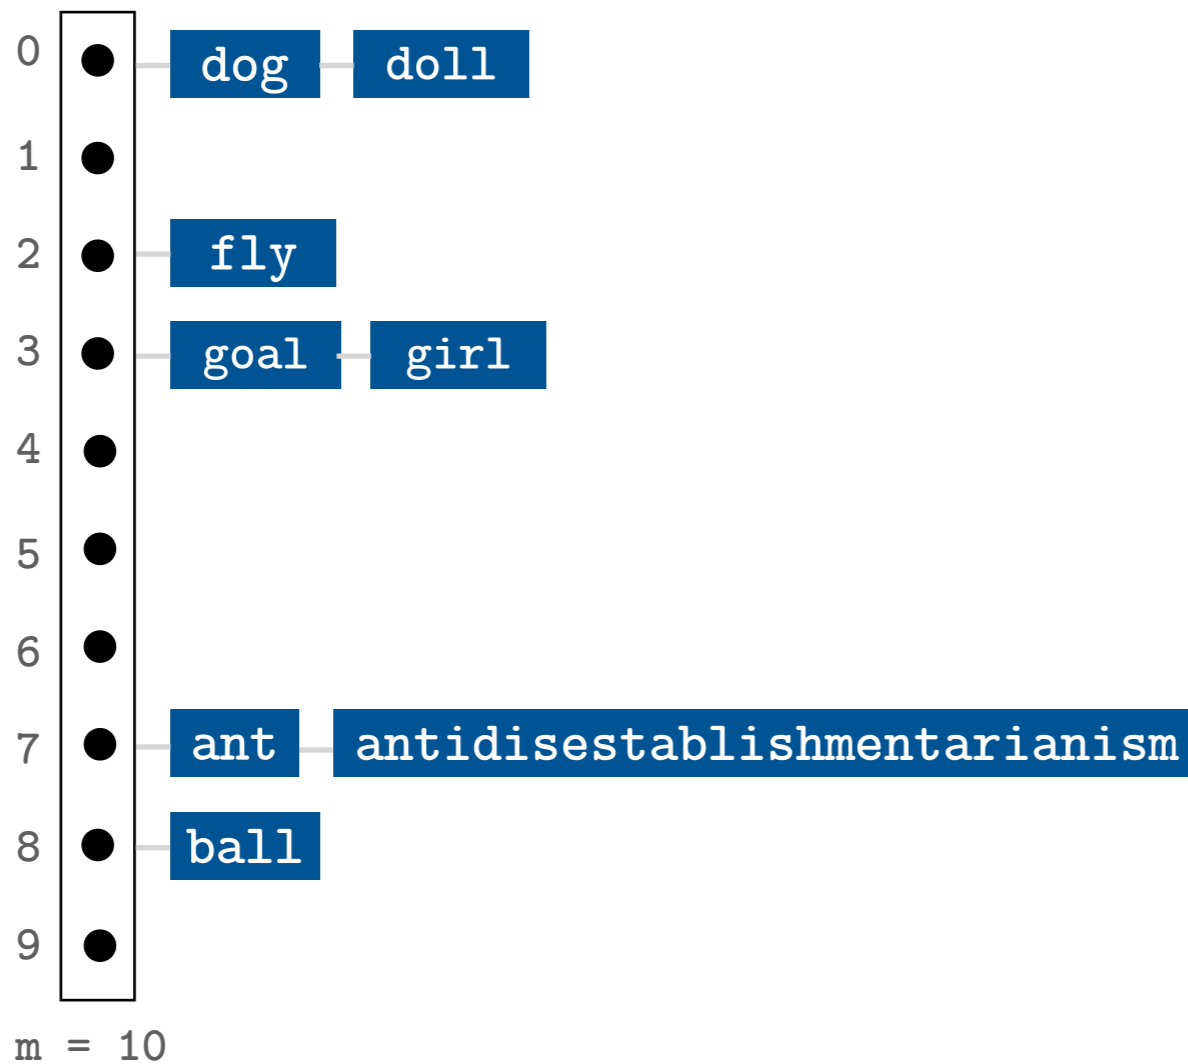 0 dog doll
1
2 fly
3 goal girl
4
5
6
7 ant antidisestablishmentarianism
8 ball
9
m = 10